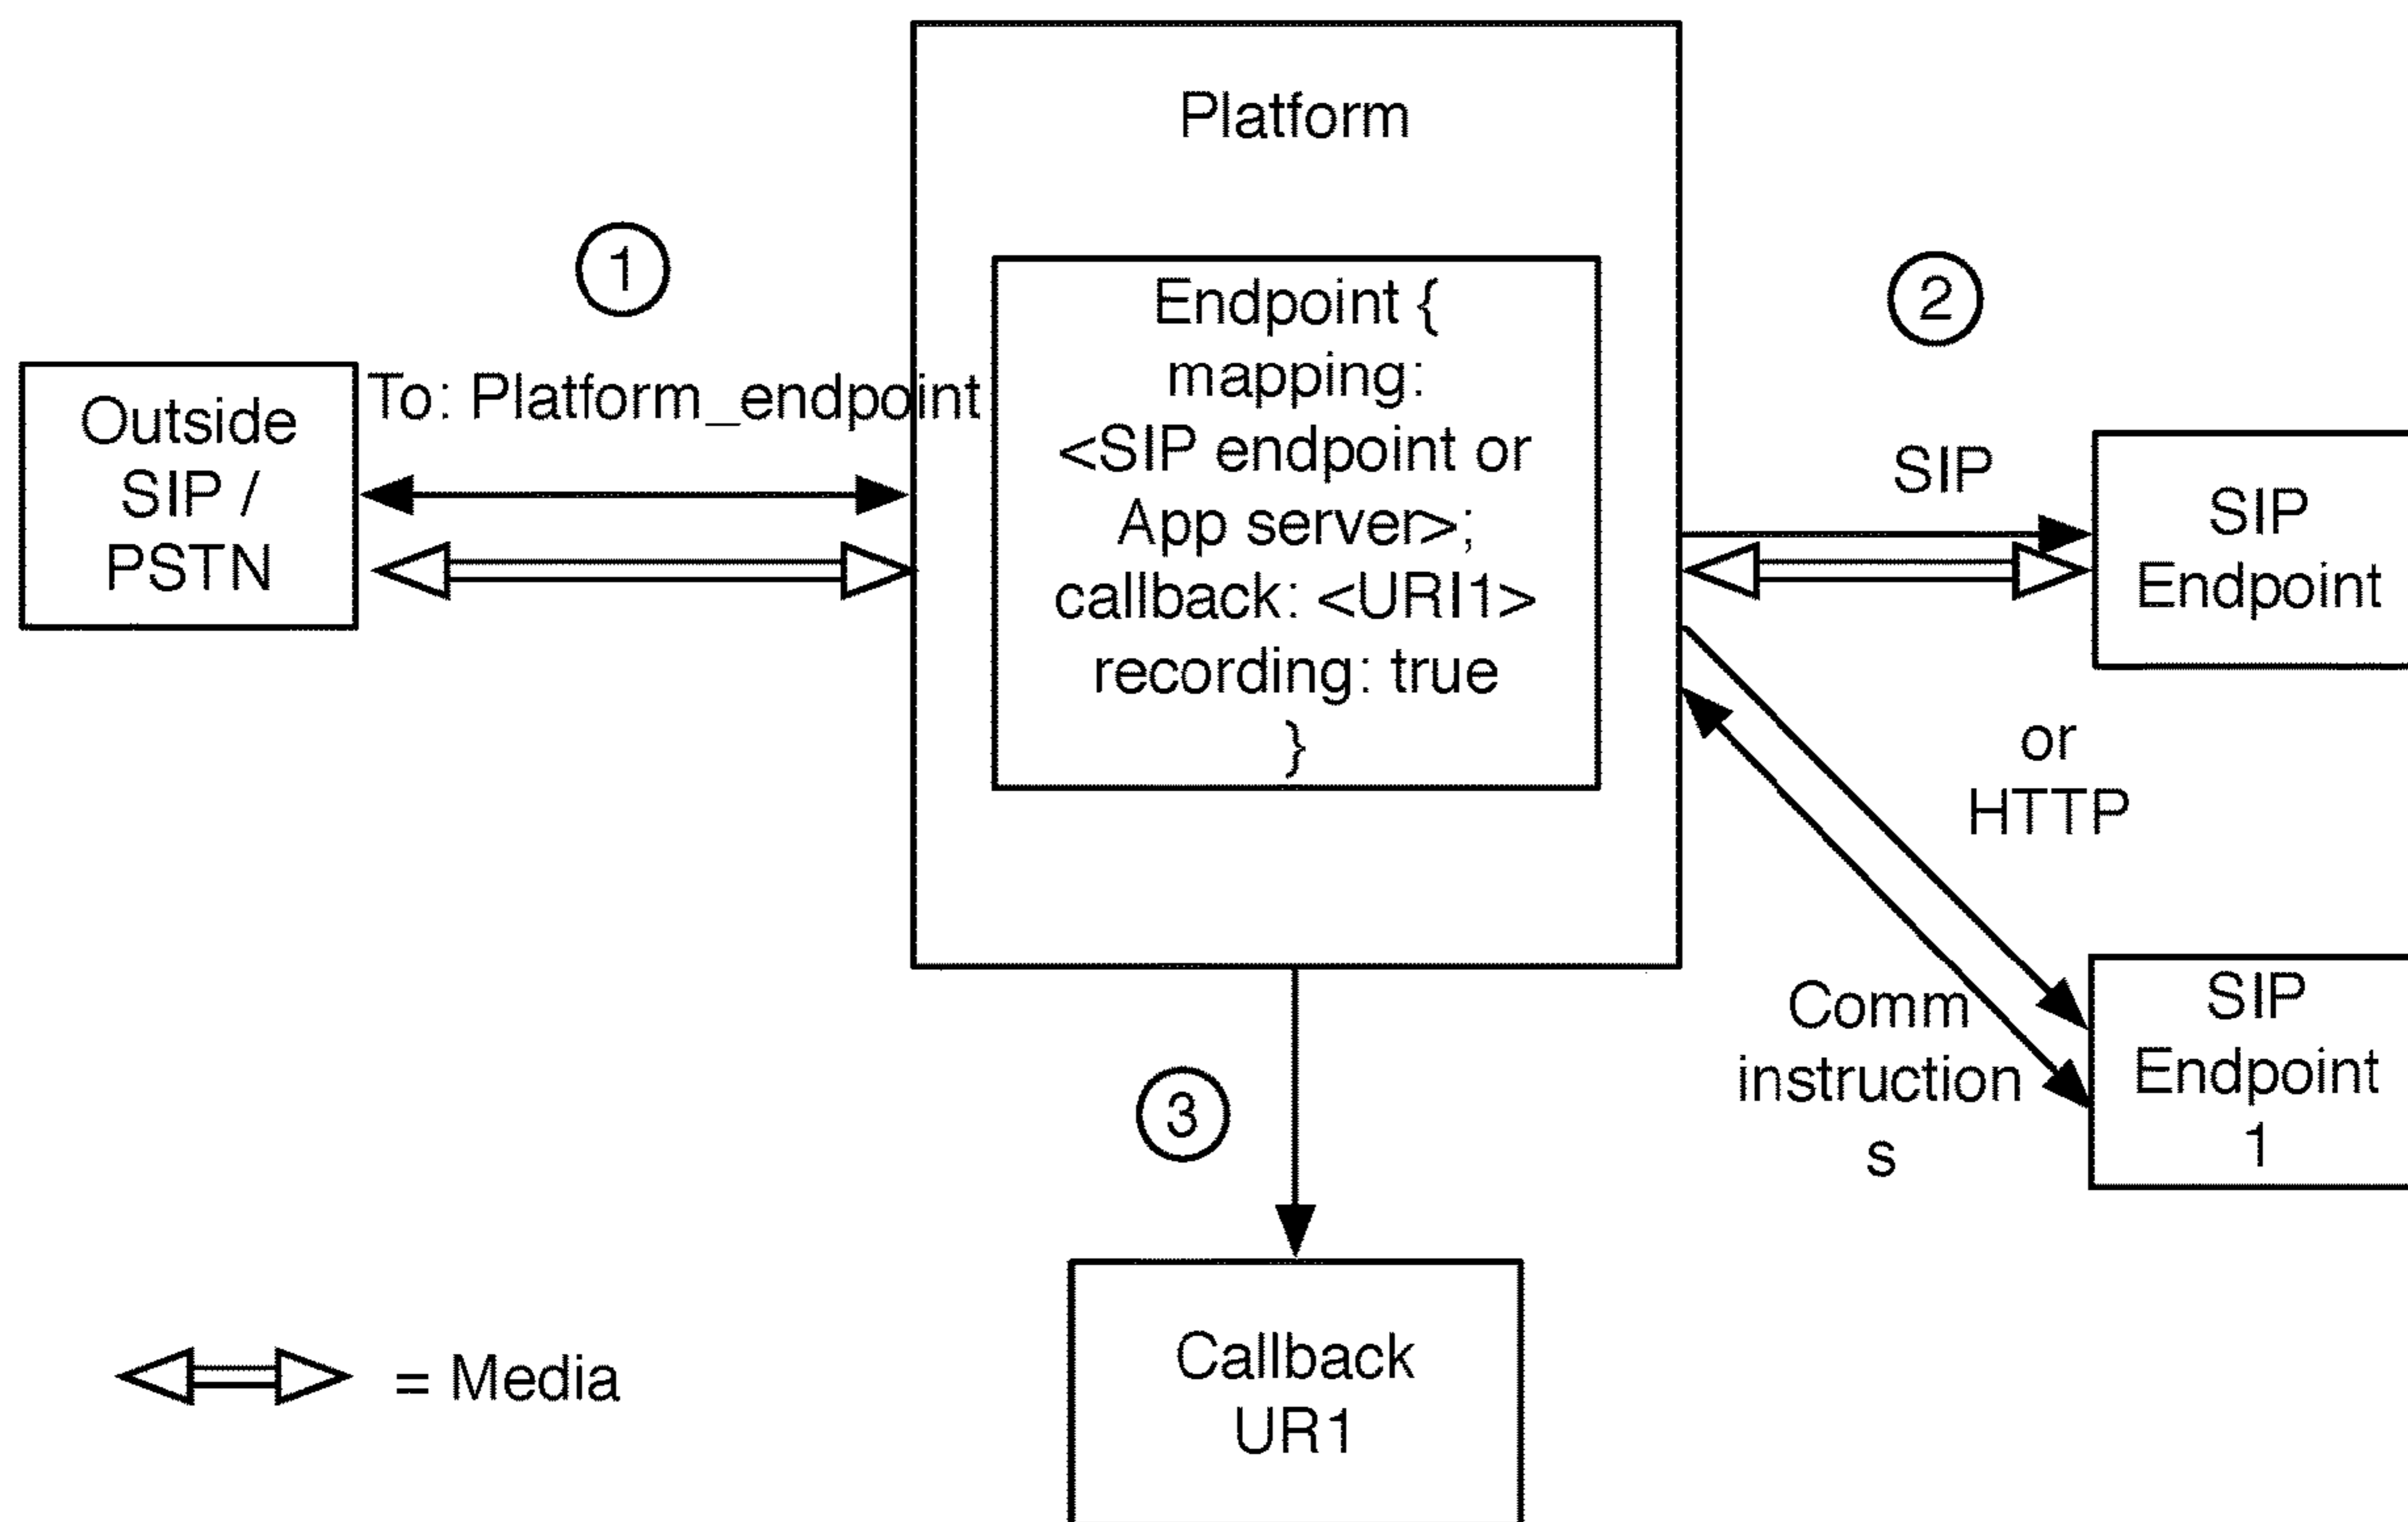 Platform
1
To: Platform_endpoint
Outside
SIP /
PSTN
Endpoint {
mapping:
<SIP endpoint or
App server>;
callback: <URI1>
recording: true
}
2
SIP
SIP
Endpoint
or
HTTP
Comm
instruction
s
SIP
Endpoint
1
3
Callback
UR1
= Media